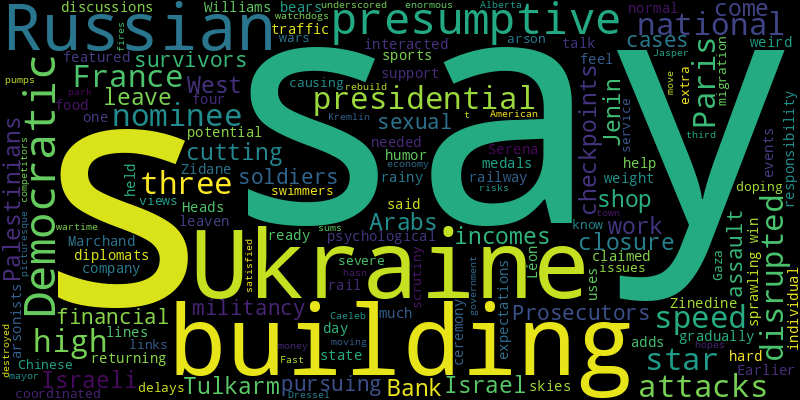 discussions
Williams
bears
underscored
enormous
Alberta
watchdogs
Russian
fires
traffic
presumptive
normal
come
national
wars
interacted
arson
talk
cases
weird
featured
survivors
sports
feel
Jasper
pumps
France
West
causing
support
move
extra
Paris
migration
park
rebuild
food
leave
four
presidential
checkpoints
Jenin
Say
one
nominee
Kremlin
t
American
service
responsibility
Democratic
potential
sexual
needed
third
humor
Serena
events
competitors
cutting
medals
help
Palestinians
held
Zidane
soldiers
economy
three
rainy
railway
weight
doping
swimmers
risks
views
Heads
uses
shop
picturesque
Marchand
leaven
said
town
Arabs
know
work
assault
sprawling
win
disrupted
wartime
S
Ukraine
ready
sums
psychological
incomes
closure
diplomats
satisfied
severe
scrutiny
Léon
claimed
company
hasn
issues
Gaza
rail
government
expectations
Zinedine
individual
militancy
Caeleb
much
ceremony
Prosecutors
speed
financial
day
building
adds
gradually
destroyed
arsonists
high
lines
links
state
money
moving
star
hard
hopes
Earlier
Chinese
returning
Fast
skies
mayor
Israeli
delays
Tulkarm
pursuing
Bank
Israel
attacks
coordinated
Dressel